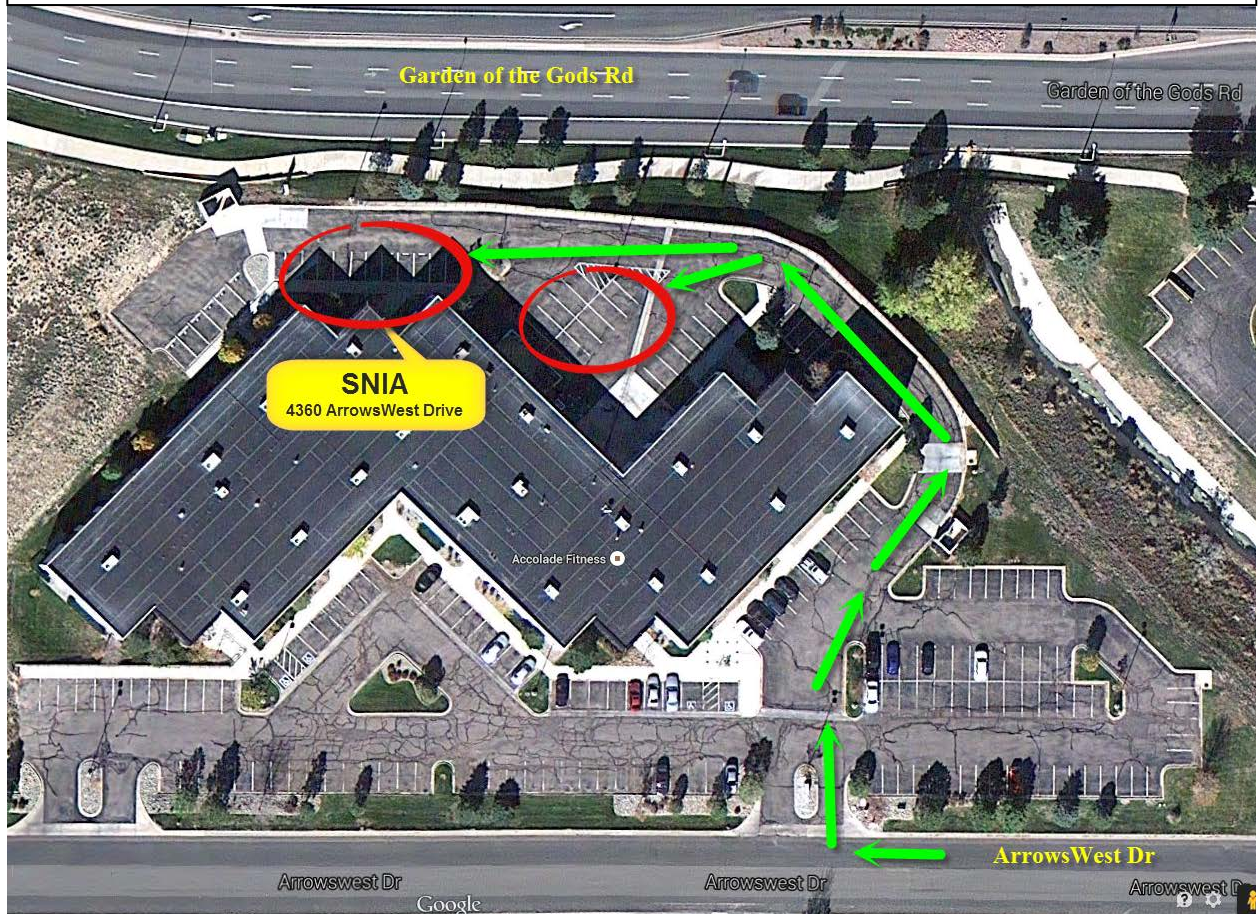 Garden of the Gods Rd
Garden of the Gods Rd
SNIA
4360 ArrowsWest Drive
Accolade Fitness
ArrowsWest Dr
Arrowswest Dr
Arrowswest Dr
Arrowswest D
Google